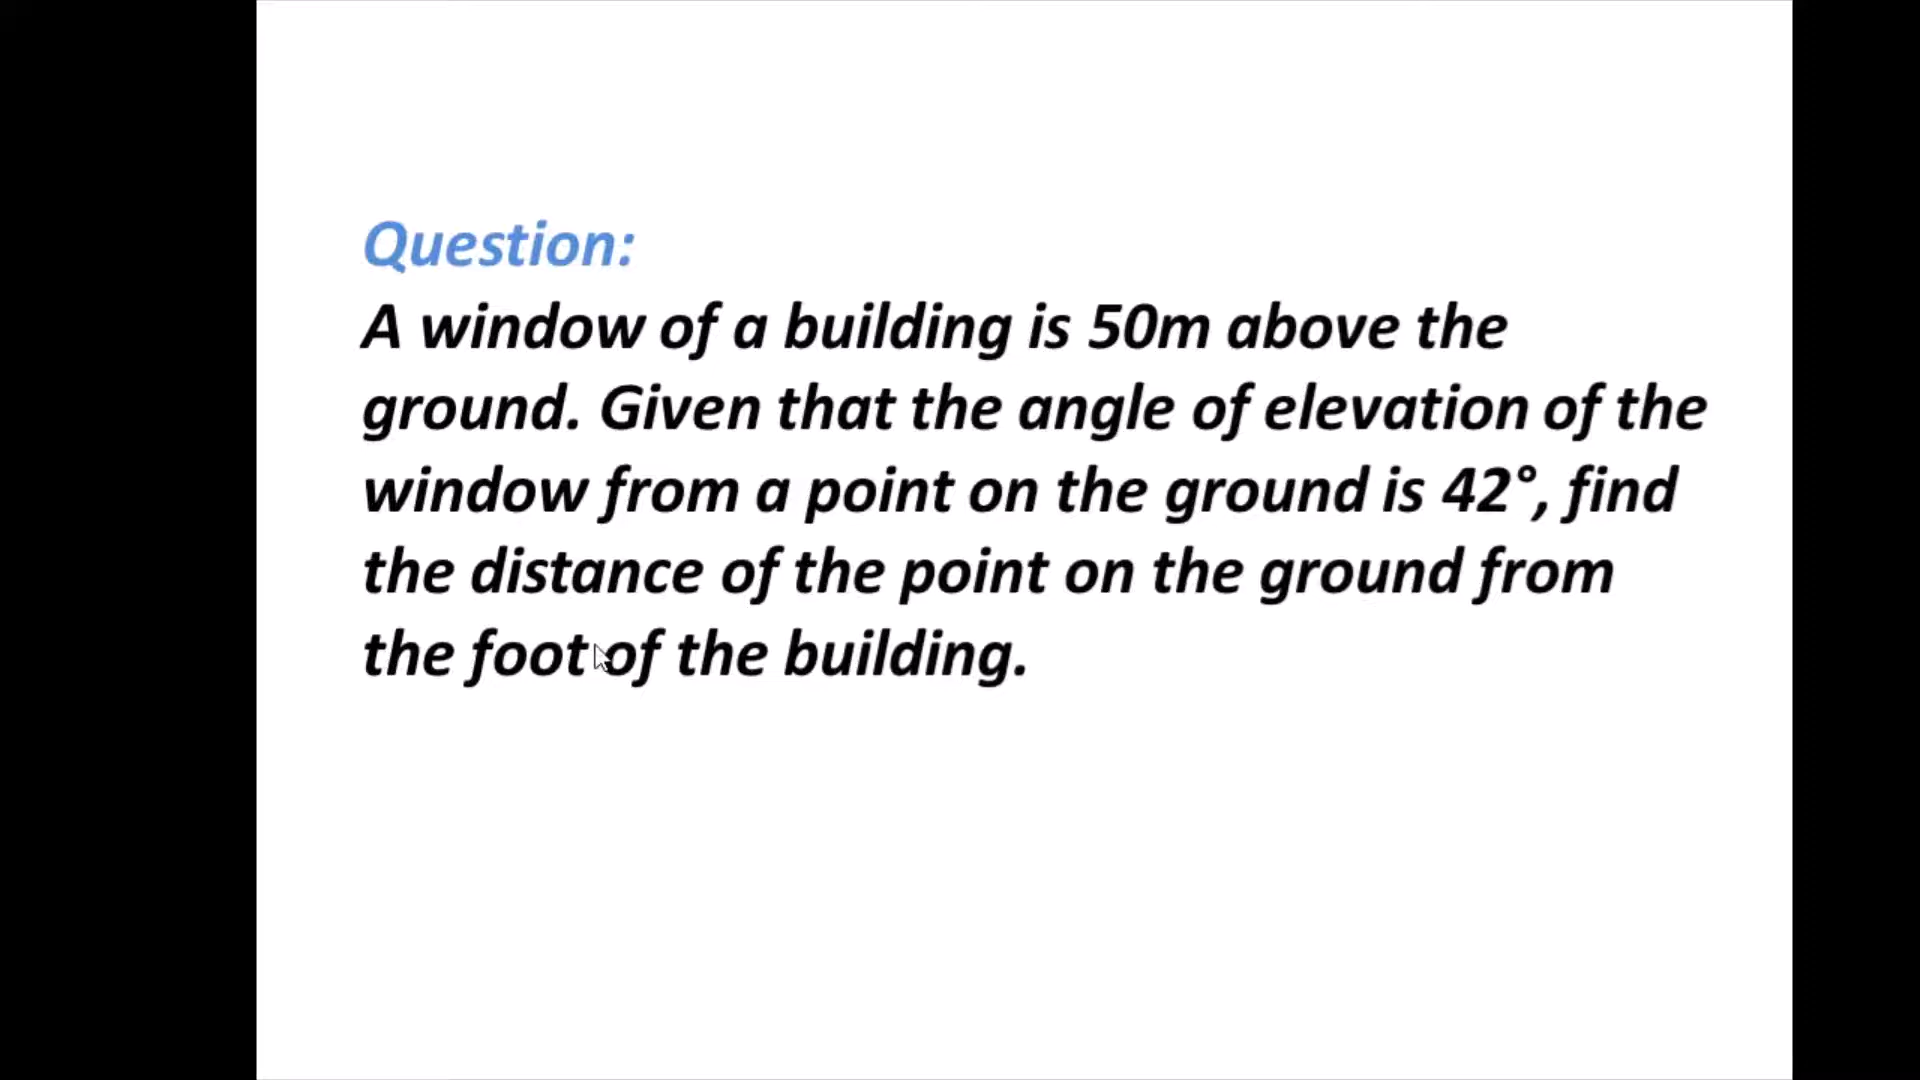 Question:
A window of a building is 50m above the
ground. Given that the angle of elevation of the
window from a point on the ground is 42°, find
the distance of the point on the ground from
the foot of the building.